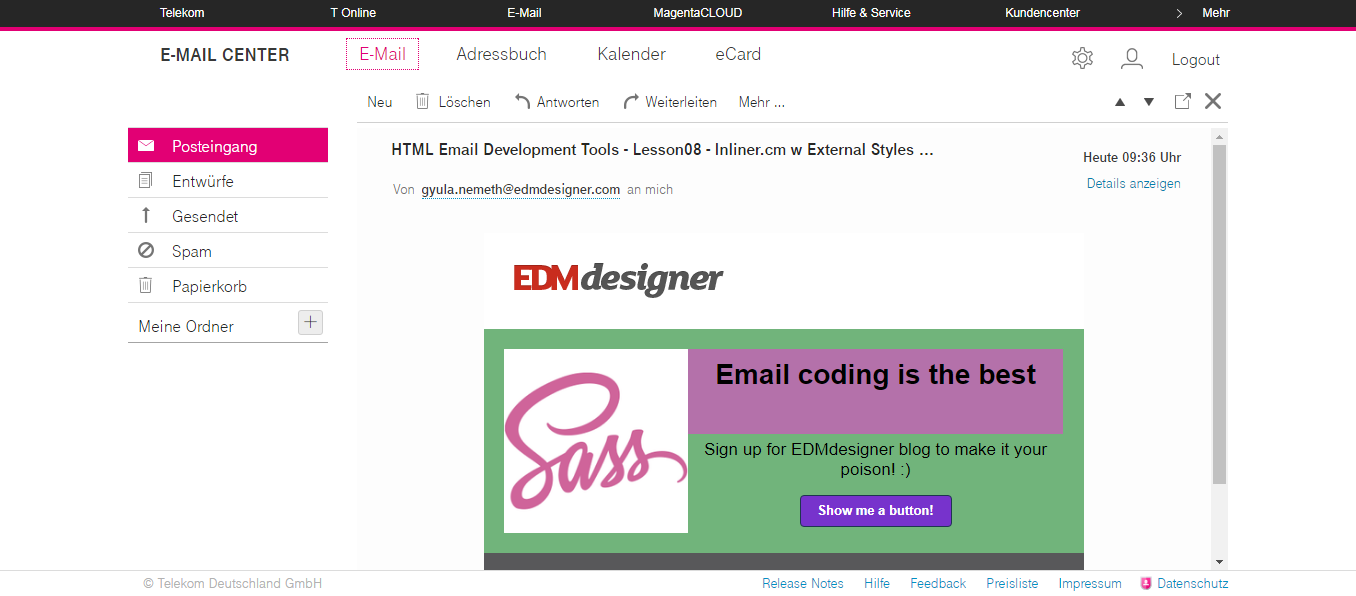 Telekom T Online E-Mail MagentaCLOUD Hilfe & Service Kundencenter Mehr
E-MAIL CENTER E-Mail Adressbuch Kalender eCard Logout
Neu Löschen Antworten Weiterleiten Mehr ...
Posteingang
Entwürfe
Gesendet
Spam
Papierkorb
Meine Ordner
HTML Email Development Tools - Lesson08 - Inliner.cm w External Styles ...
Heute 09:36 Uhr
Von gyula.nemeth@edmdesigner.com an mich
Details anzeigen
EDMdesigner
Sass
Email coding is the best
Sign up for EDMdesigner blog to make it your
poison! :)
Show me a button!
© Telekom Deutschland GmbH Release Notes Hilfe Feedback Preisliste Impressum Datenschutz